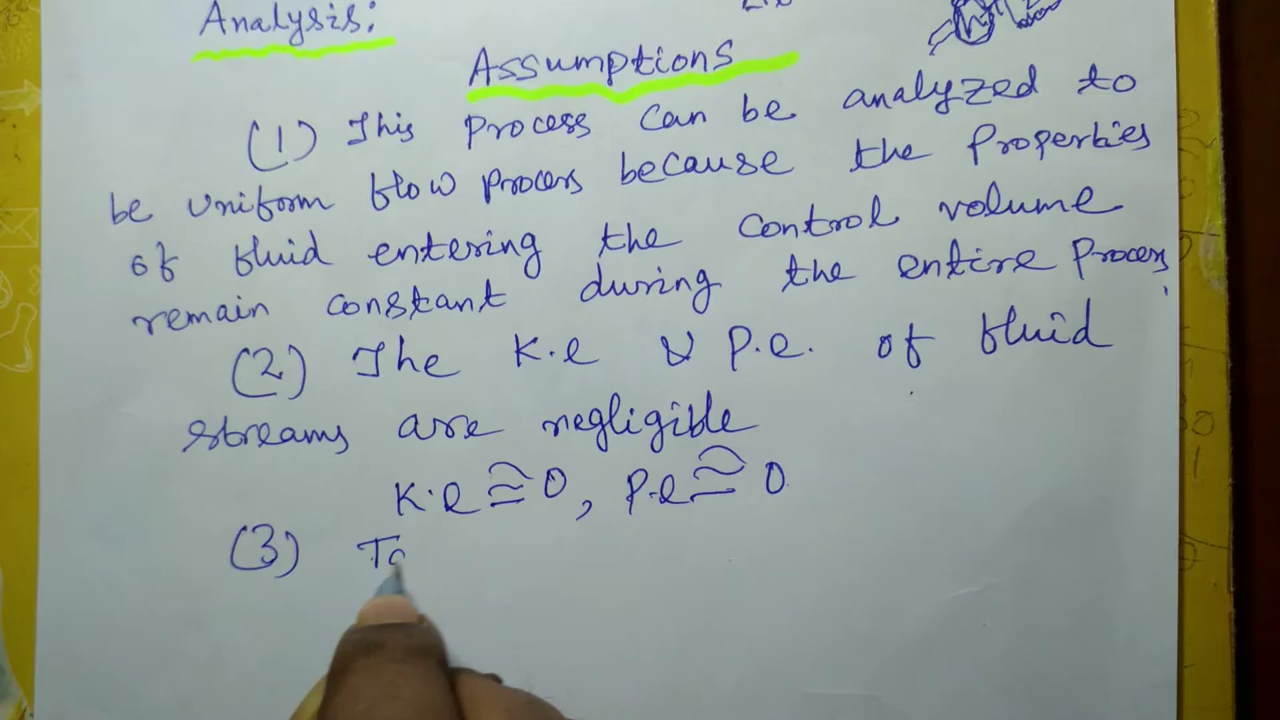 Analysis:
Assumptions
(1) This process can be analyzed to
be uniform flow process because the properties
of fluid entering the control volume
remain constant during the entire process,
(2) The K.e & P.e. of fluid
streams are negligible
K.e ≅ 0, P.e ≅ 0
(3) To